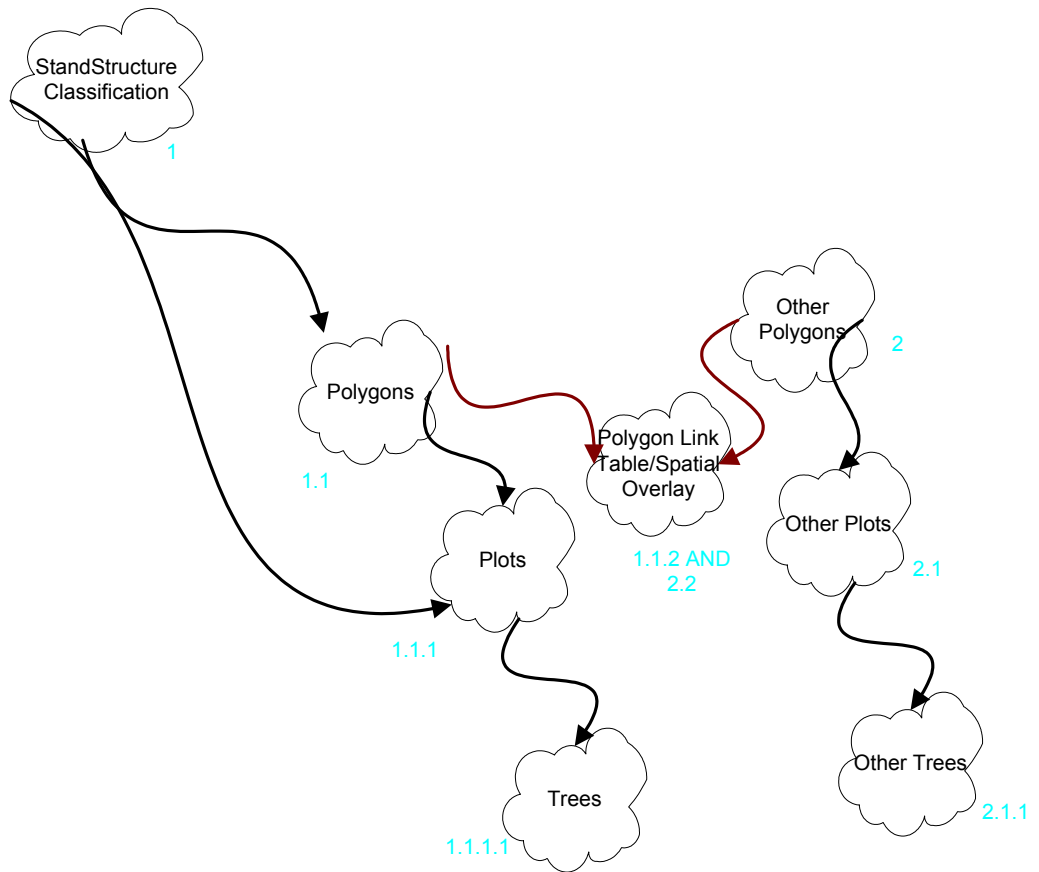 StandStructure
Classification
1
Other
Polygons
2
Polygons
1.1
Polygon Link
Table/Spatial
Overlay
1.1.2 AND
2.2
Other Plots
2.1
Plots
1.1.1
Other Trees
2.1.1
Trees
1.1.1.1